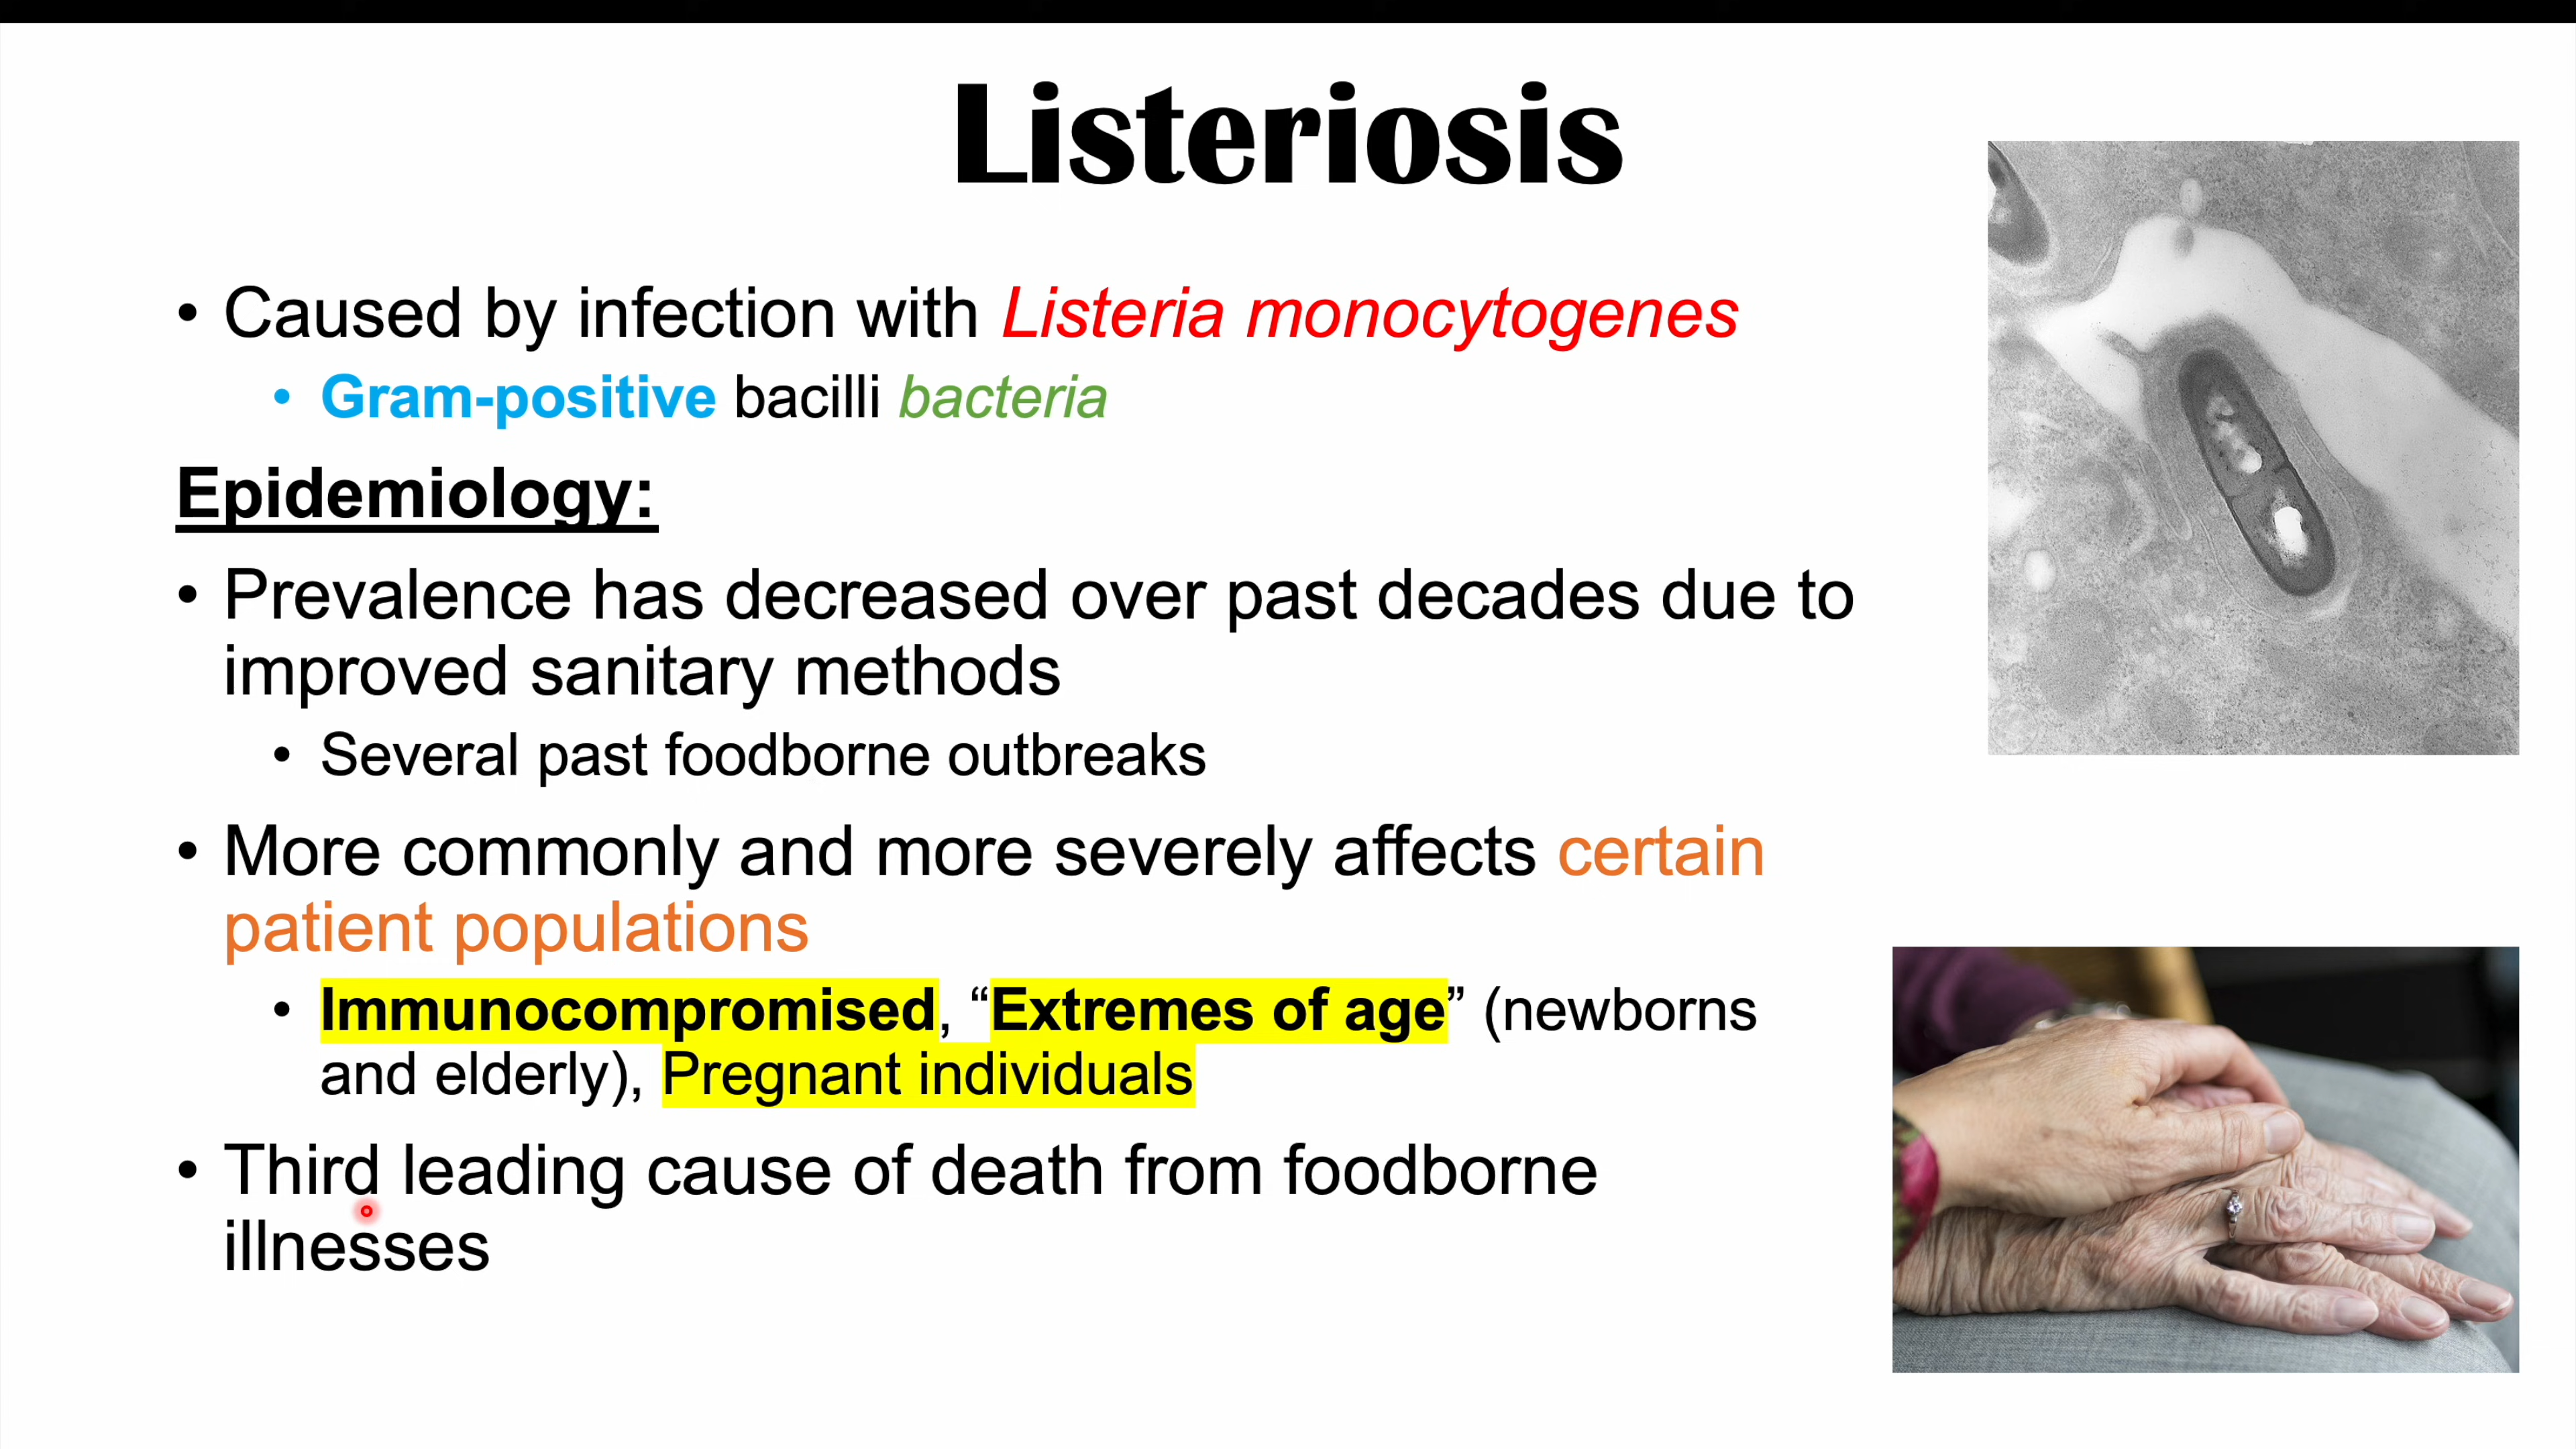 Listeriosis
• Caused by infection with Listeria monocytogenes
• Gram-positive bacilli bacteria
Epidemiology:
• Prevalence has decreased over past decades due to
improved sanitary methods
• Several past foodborne outbreaks
• More commonly and more severely affects certain
patient populations
• Immunocompromised, “Extremes of age” (newborns
and elderly), Pregnant individuals
• Third leading cause of death from foodborne
illnesses